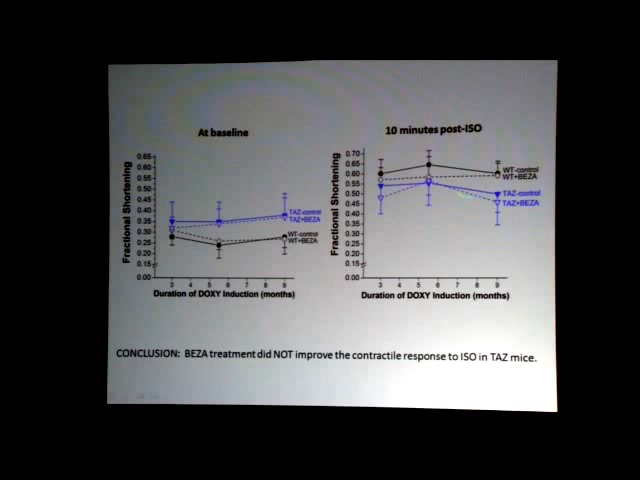 At baseline
Fractional Shortening
0.65
0.60
0.55
0.50
0.45
0.40
0.35
0.30
0.25
0.20
0.15
0.00
TAZ-control
TAZ+BEZA
WT-control
WT+BEZA
3 4 5 6 7 8 9
Duration of DOXY Induction (months)
10 minutes post-ISO
Fractional Shortening
0.70
0.65
0.60
0.55
0.50
0.45
0.40
0.35
0.30
0.25
0.20
0.15
0.00
WT-control
WT+BEZA
TAZ-control
TAZ+BEZA
3 4 5 6 7 8 9
Duration of DOXY Induction (months)
CONCLUSION: BEZA treatment did NOT improve the contractile response to ISO in TAZ mice.